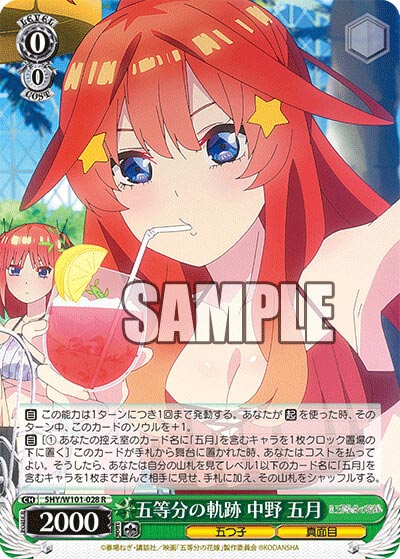 LEVEL
0
0
COST
SAMPLE
自 この能力は1ターンにつき1回まで発動する。あなたが起を使った時、そのターン中、このカードのソウルを+1。
自 [① あなたの控え室のカード名に「五月」を含むキャラを1枚クロック置場の下に置く] このカードが手札から舞台に置かれた時、あなたはコストを払ってよい。そうしたら、あなたは自分の山札を見てレベル1以下のカード名に「五月」を含むキャラを1枚まで選んで相手に見せ、手札に加え、その山札をシャッフルする。
CH 5HY/W101-028 R
五等分の軌跡 中野 五月
2000
五つ子
真面目
©春場ねぎ・講談社／映画「五等分の花嫁」製作委員会 ®KODANSHA